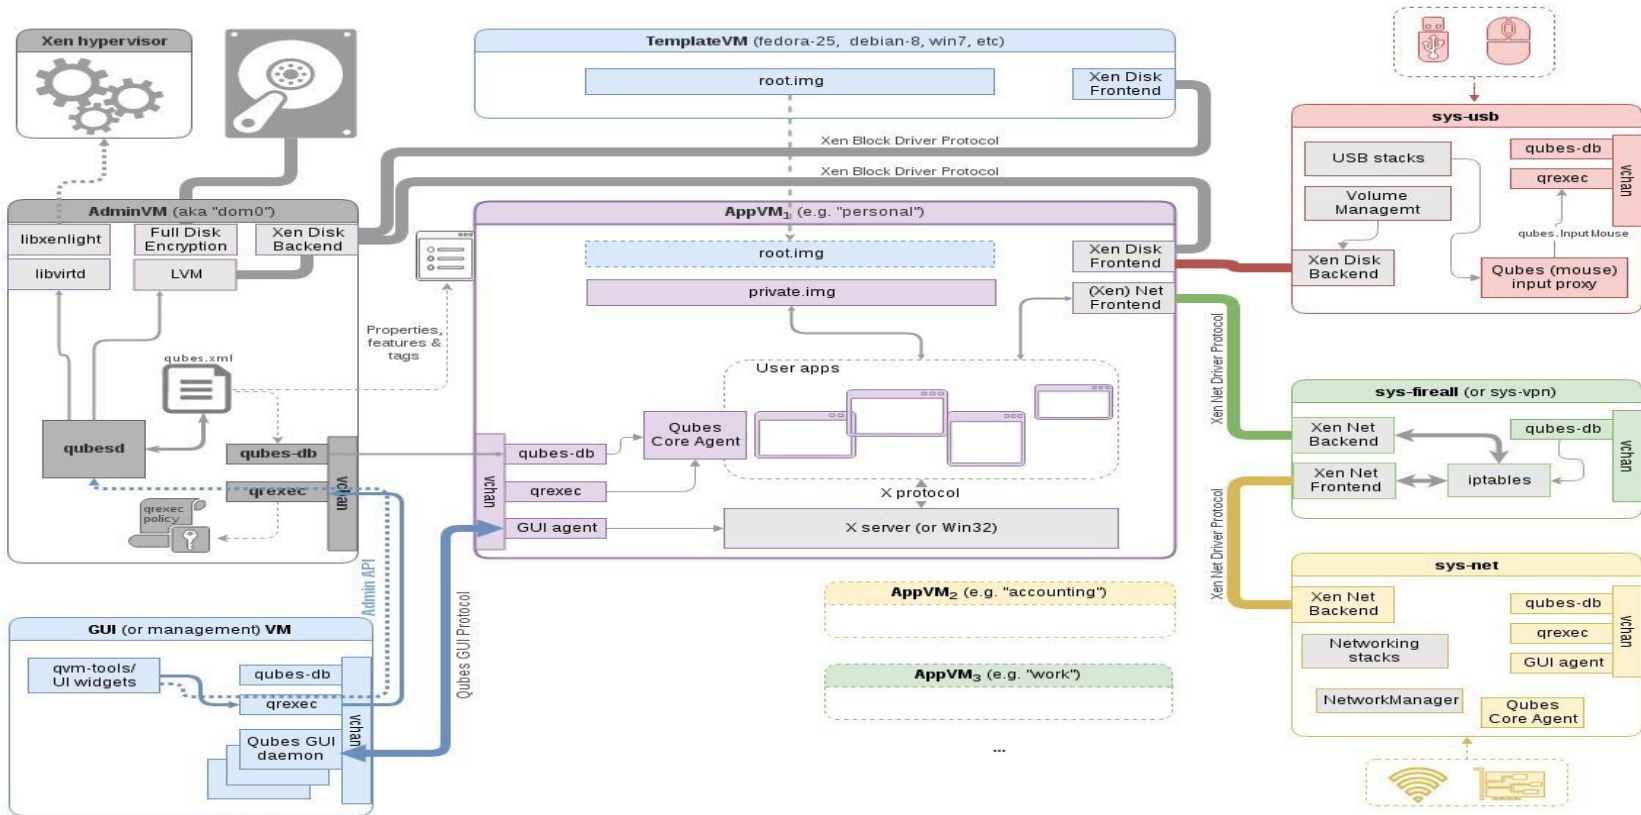 Xen hypervisor
TemplateVM (fedora-25, debian-8, win7, etc)
root.img
Xen Disk
Frontend
Xen Block Driver Protocol
Xen Block Driver Protocol
AdminVM (aka "dom0")
libxenlight
Full Disk
Encryption
Xen Disk
Backend
libvirtd
LVM
Properties,
features &
tags
qubes.xml
qubesd
qubes-db
qrexec
vchan
qrexec
policy
Admin API
GUI (or management) VM
qvm-tools/
UI widgets
qubes-db
qrexec
Qubes GUI
daemon
vchan
Qubes GUI Protocol
AppVM1 (e.g. "personal")
root.img
private.img
Xen Disk
Frontend
(Xen) Net
Frontend
User apps
Qubes
Core Agent
vchan
qubes-db
qrexec
GUI agent
X protocol
X server (or Win32)
AppVM2 (e.g. "accounting")
AppVM3 (e.g. "work")
...
sys-usb
USB stacks
Volume
Managemt
Xen Disk
Backend
qubes-db
qrexec
vchan
qubes.InputMouse
Qubes (mouse)
input proxy
Xen Net Driver Protocol
sys-fireall (or sys-vpn)
Xen Net
Backend
Xen Net
Frontend
qubes-db
iptables
vchan
Xen Net Driver Protocol
sys-net
Xen Net
Backend
Networking
stacks
NetworkManager
qubes-db
qrexec
GUI agent
vchan
Qubes
Core Agent